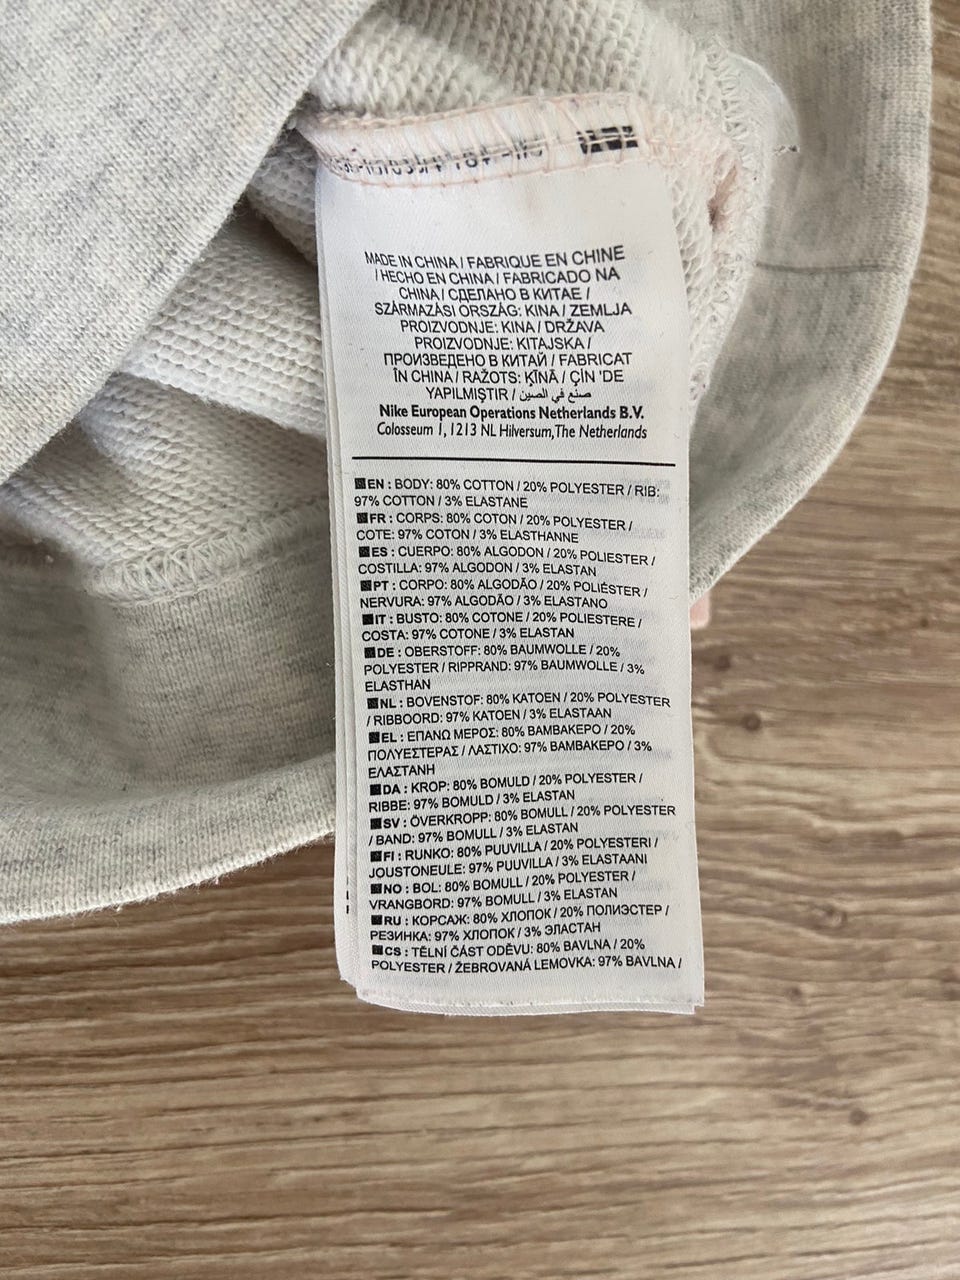 MADE IN CHINA / FABRIQUE EN CHINE
/ HECHO EN CHINA / FABRICADO NA
CHINA / СДЕЛАНО В КИТАЕ /
SZÁRMAZÁSI ORSZÁG: KINA / ZEMLJA
PROIZVODNJE: KINA / DRŽAVA
PROIZVODNJE: KITAJSKA /
ПРОИЗВЕДЕНО В КИТАЙ / FABRICAT
ÎN CHINA / RAŽOTS: ĶĪNĀ / ÇİN 'DE
YAPILMIŞTIR / صنع في الصين
Nike European Operations Netherlands B.V.
Colosseum 1, 1213 NL Hilversum, The Netherlands
EN : BODY: 80% COTTON / 20% POLYESTER / RIB:
97% COTTON / 3% ELASTANE
FR : CORPS: 80% COTON / 20% POLYESTER /
COTE: 97% COTON / 3% ELASTHANNE
ES : CUERPO: 80% ALGODON / 20% POLIESTER /
COSTILLA: 97% ALGODON / 3% ELASTAN
PT : CORPO: 80% ALGODÃO / 20% POLIÉSTER /
NERVURA: 97% ALGODÃO / 3% ELASTANO
IT : BUSTO: 80% COTONE / 20% POLIESTERE /
COSTA: 97% COTONE / 3% ELASTAN
DE : OBERSTOFF: 80% BAUMWOLLE / 20%
POLYESTER / RIPPRAND: 97% BAUMWOLLE / 3%
ELASTHAN
NL : BOVENSTOF: 80% KATOEN / 20% POLYESTER
/ RIBBOORD: 97% KATOEN / 3% ELASTAAN
EL : ΕΠΑΝΩ ΜΕΡΟΣ: 80% ΒΑΜΒΑΚΕΡΟ / 20%
ΠΟΛΥΕΣΤΕΡΑΣ / ΛΑΣΤΙΧΟ: 97% ΒΑΜΒΑΚΕΡΟ / 3%
ΕΛΑΣΤΑΝΗ
DA : KROP: 80% BOMULD / 20% POLYESTER /
RIBBE: 97% BOMULD / 3% ELASTAN
SV : ÖVERKROPP: 80% BOMULL / 20% POLYESTER
/ BAND: 97% BOMULL / 3% ELASTAN
FI : RUNKO: 80% PUUVILLA / 20% POLYESTERI /
JOUSTONEULE: 97% PUUVILLA / 3% ELASTAANI
NO : BOL: 80% BOMULL / 20% POLYESTER /
VRANGBORD: 97% BOMULL / 3% ELASTAN
RU : КОРСАЖ: 80% ХЛОПОК / 20% ПОЛИЭСТЕР /
РЕЗИНКА: 97% ХЛОПОК / 3% ЭЛАСТАН
CS : TĚLNÍ ČÁST ODĚVU: 80% BAVLNA / 20%
POLYESTER / ŽEBROVANÁ LEMOVKA: 97% BAVLNA /